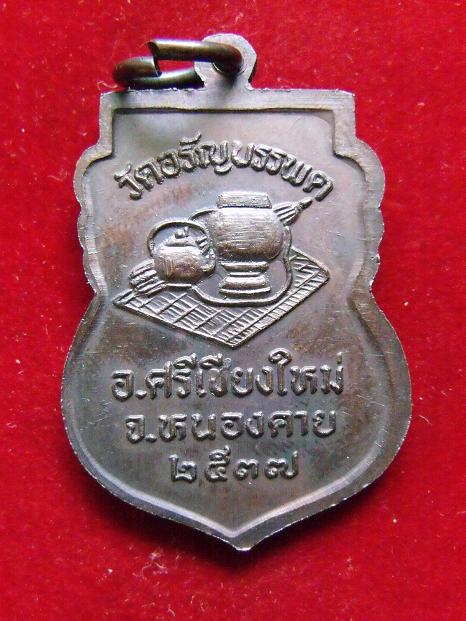 วัดอรัญบรรพต
อ.ศรีเชียงใหม่
จ.หนองคาย
๒๕๓๗